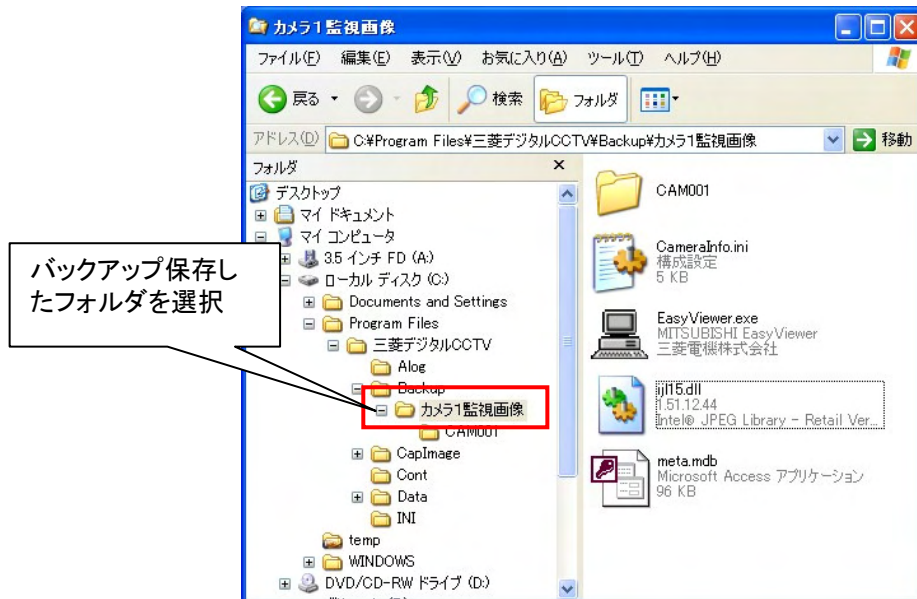 カメラ1監視画像
ファイル(F) 編集(E) 表示(V) お気に入り(A) ツール(T) ヘルプ(H)
戻る 検索 フォルダ
アドレス(D) C:¥Program Files¥三菱デジタルCCTV¥Backup¥カメラ1監視画像 移動
フォルダ ×
デスクトップ
マイ ドキュメント
マイ コンピュータ
3.5 インチ FD (A:)
ローカル ディスク (C:)
Documents and Settings
Program Files
三菱デジタルCCTV
Alog
Backup
カメラ1監視画像
CAM001
CapImage
Cont
Data
INI
temp
WINDOWS
DVD/CD-RW ドライブ (D:)
バックアップ保存し
たフォルダを選択
CAM001
CameraInfo.ini
構成設定
5 KB
EasyViewer.exe
MITSUBISHI EasyViewer
三菱電機株式会社
ijl15.dll
1.51.12.44
Intel® JPEG Library - Retail Ver...
meta.mdb
Microsoft Access アプリケーション
96 KB